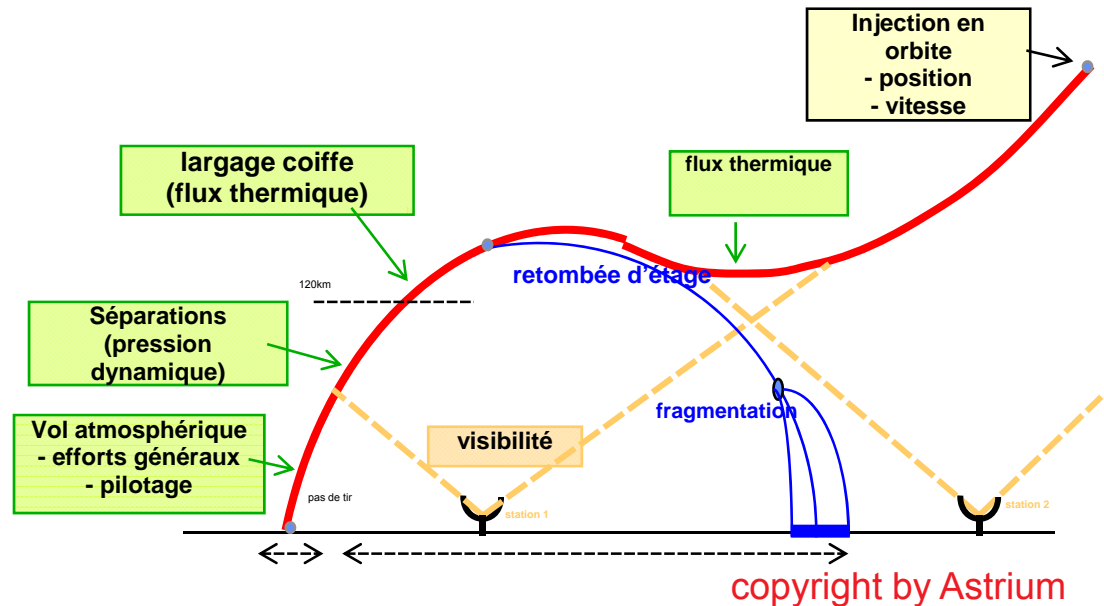 Injection en
orbite
- position
- vitesse
largage coiffe
(flux thermique)
flux thermique
retombée d'étage
120km
Séparations
(pression
dynamique)
fragmentation
Vol atmosphérique
- efforts généraux
- pilotage
visibilité
pas de tir
station 1
station 2
copyright by Astrium